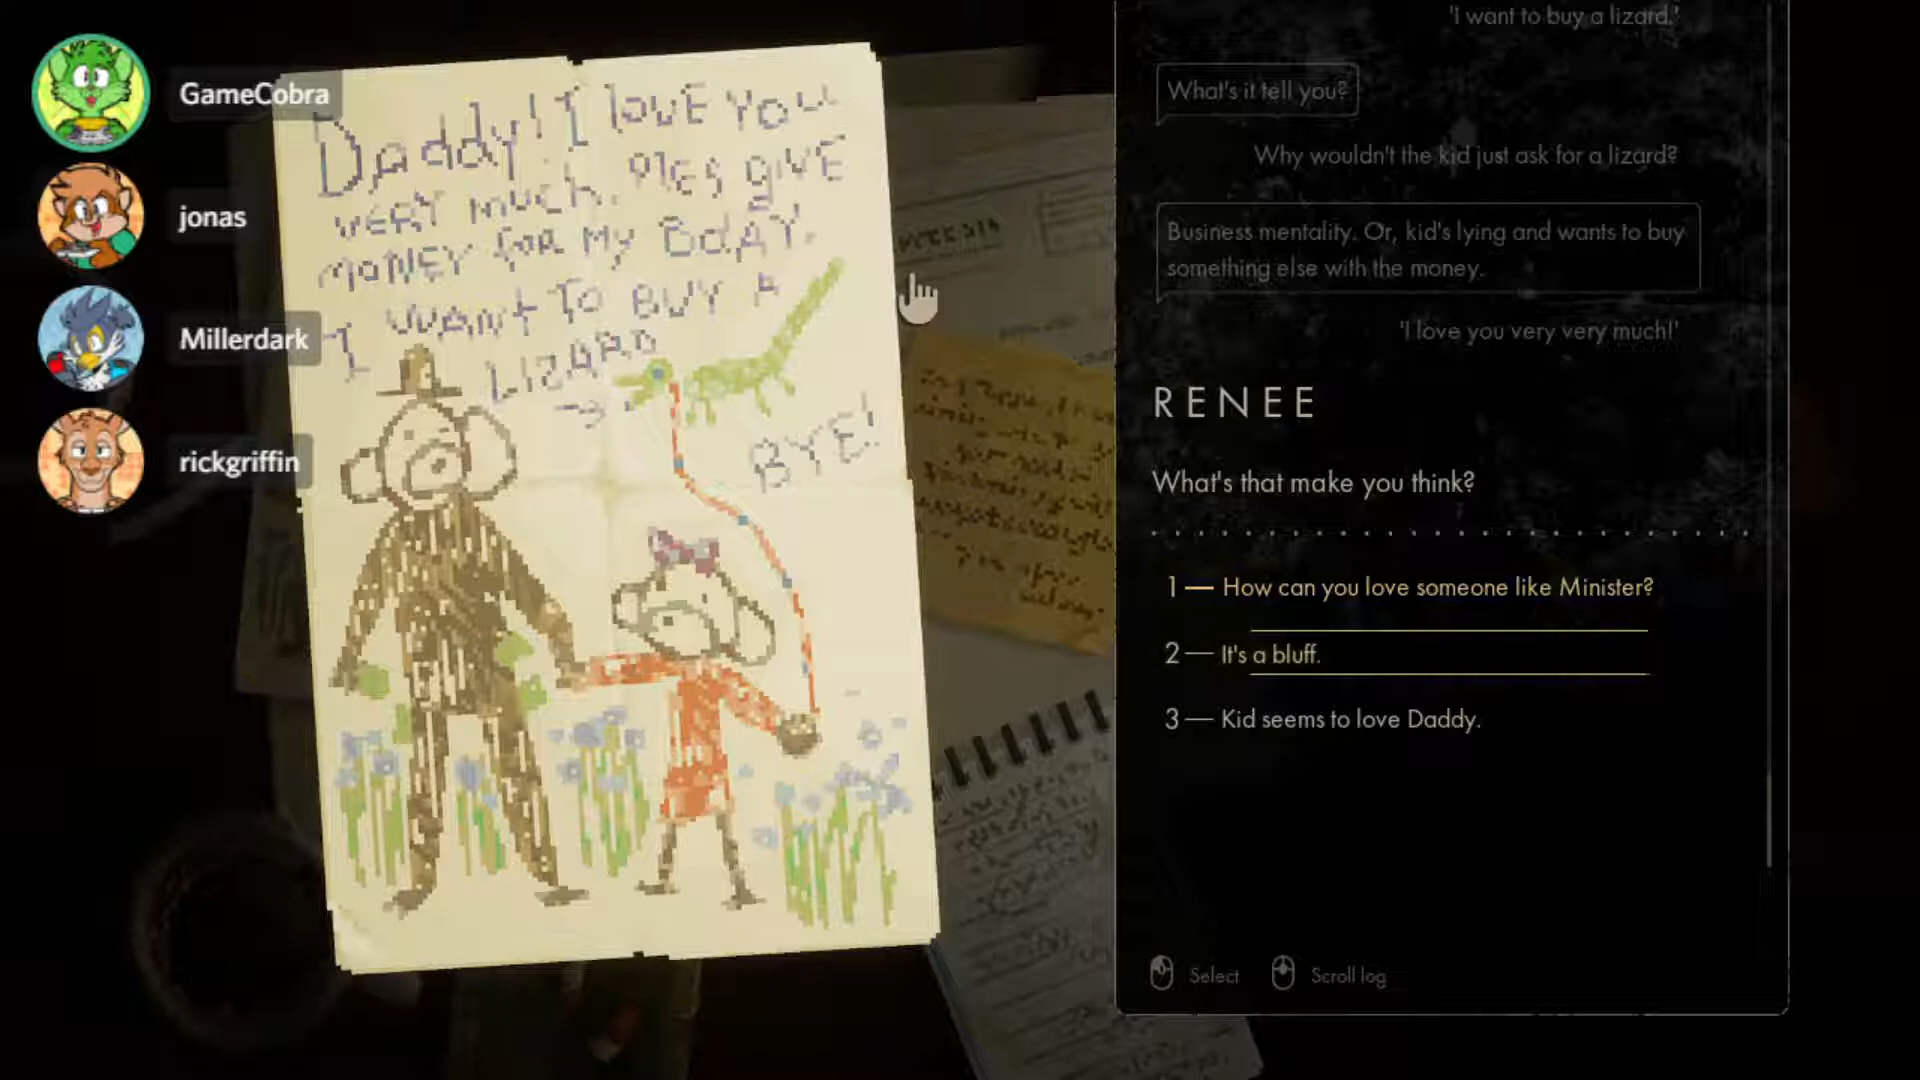 GameCobra
jonas
Millerdark
rickgriffin
Daddy! I lovE YoU
VERY much. PlEs giVE
MONEY foR MY BdAY.
I WANt To BUY A
LIZARD
BYE!
'I want to buy a lizard.'
What's it tell you?
Why wouldn't the kid just ask for a lizard?
Business mentality. Or, kid's lying and wants to buy
something else with the money.
'I love you very very much!'
RENEE
What's that make you think?
1 — How can you love someone like Minister?
2 — It's a bluff.
3 — Kid seems to love Daddy.
Select
Scroll log